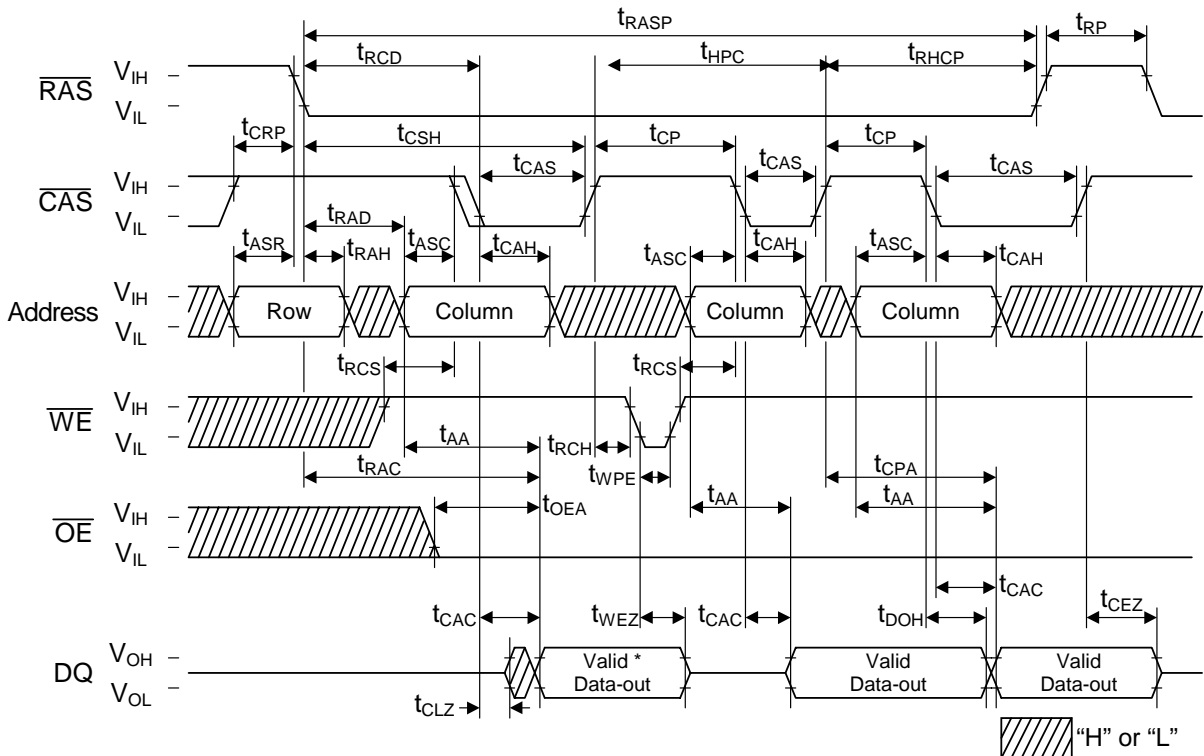 tRASP
tRP
tRCD
tHPC
tRHCP
RAS
VIH
VIL
tCRP
tCSH
tCP
tCP
tCAS
tCAS
tCAS
CAS
VIH
VIL
tRAD
tASR
tRAH
tASC
tCAH
tASC
tCAH
tASC
tCAH
Address
VIH
VIL
Row
Column
Column
Column
tRCS
tRCS
WE
VIH
VIL
tAA
tRCH
tRAC
tWPE
tCPA
tOEA
tAA
tAA
OE
VIH
VIL
tCAC
tCAC
tWEZ
tCAC
tDOH
tCEZ
DQ
VOH
VOL
Valid *
Data-out
Valid
Data-out
Valid
Data-out
tCLZ
“H” or “L”